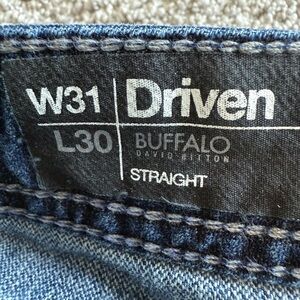 W31 Driven
L30 BUFFALO
DAVID BITTON
STRAIGHT